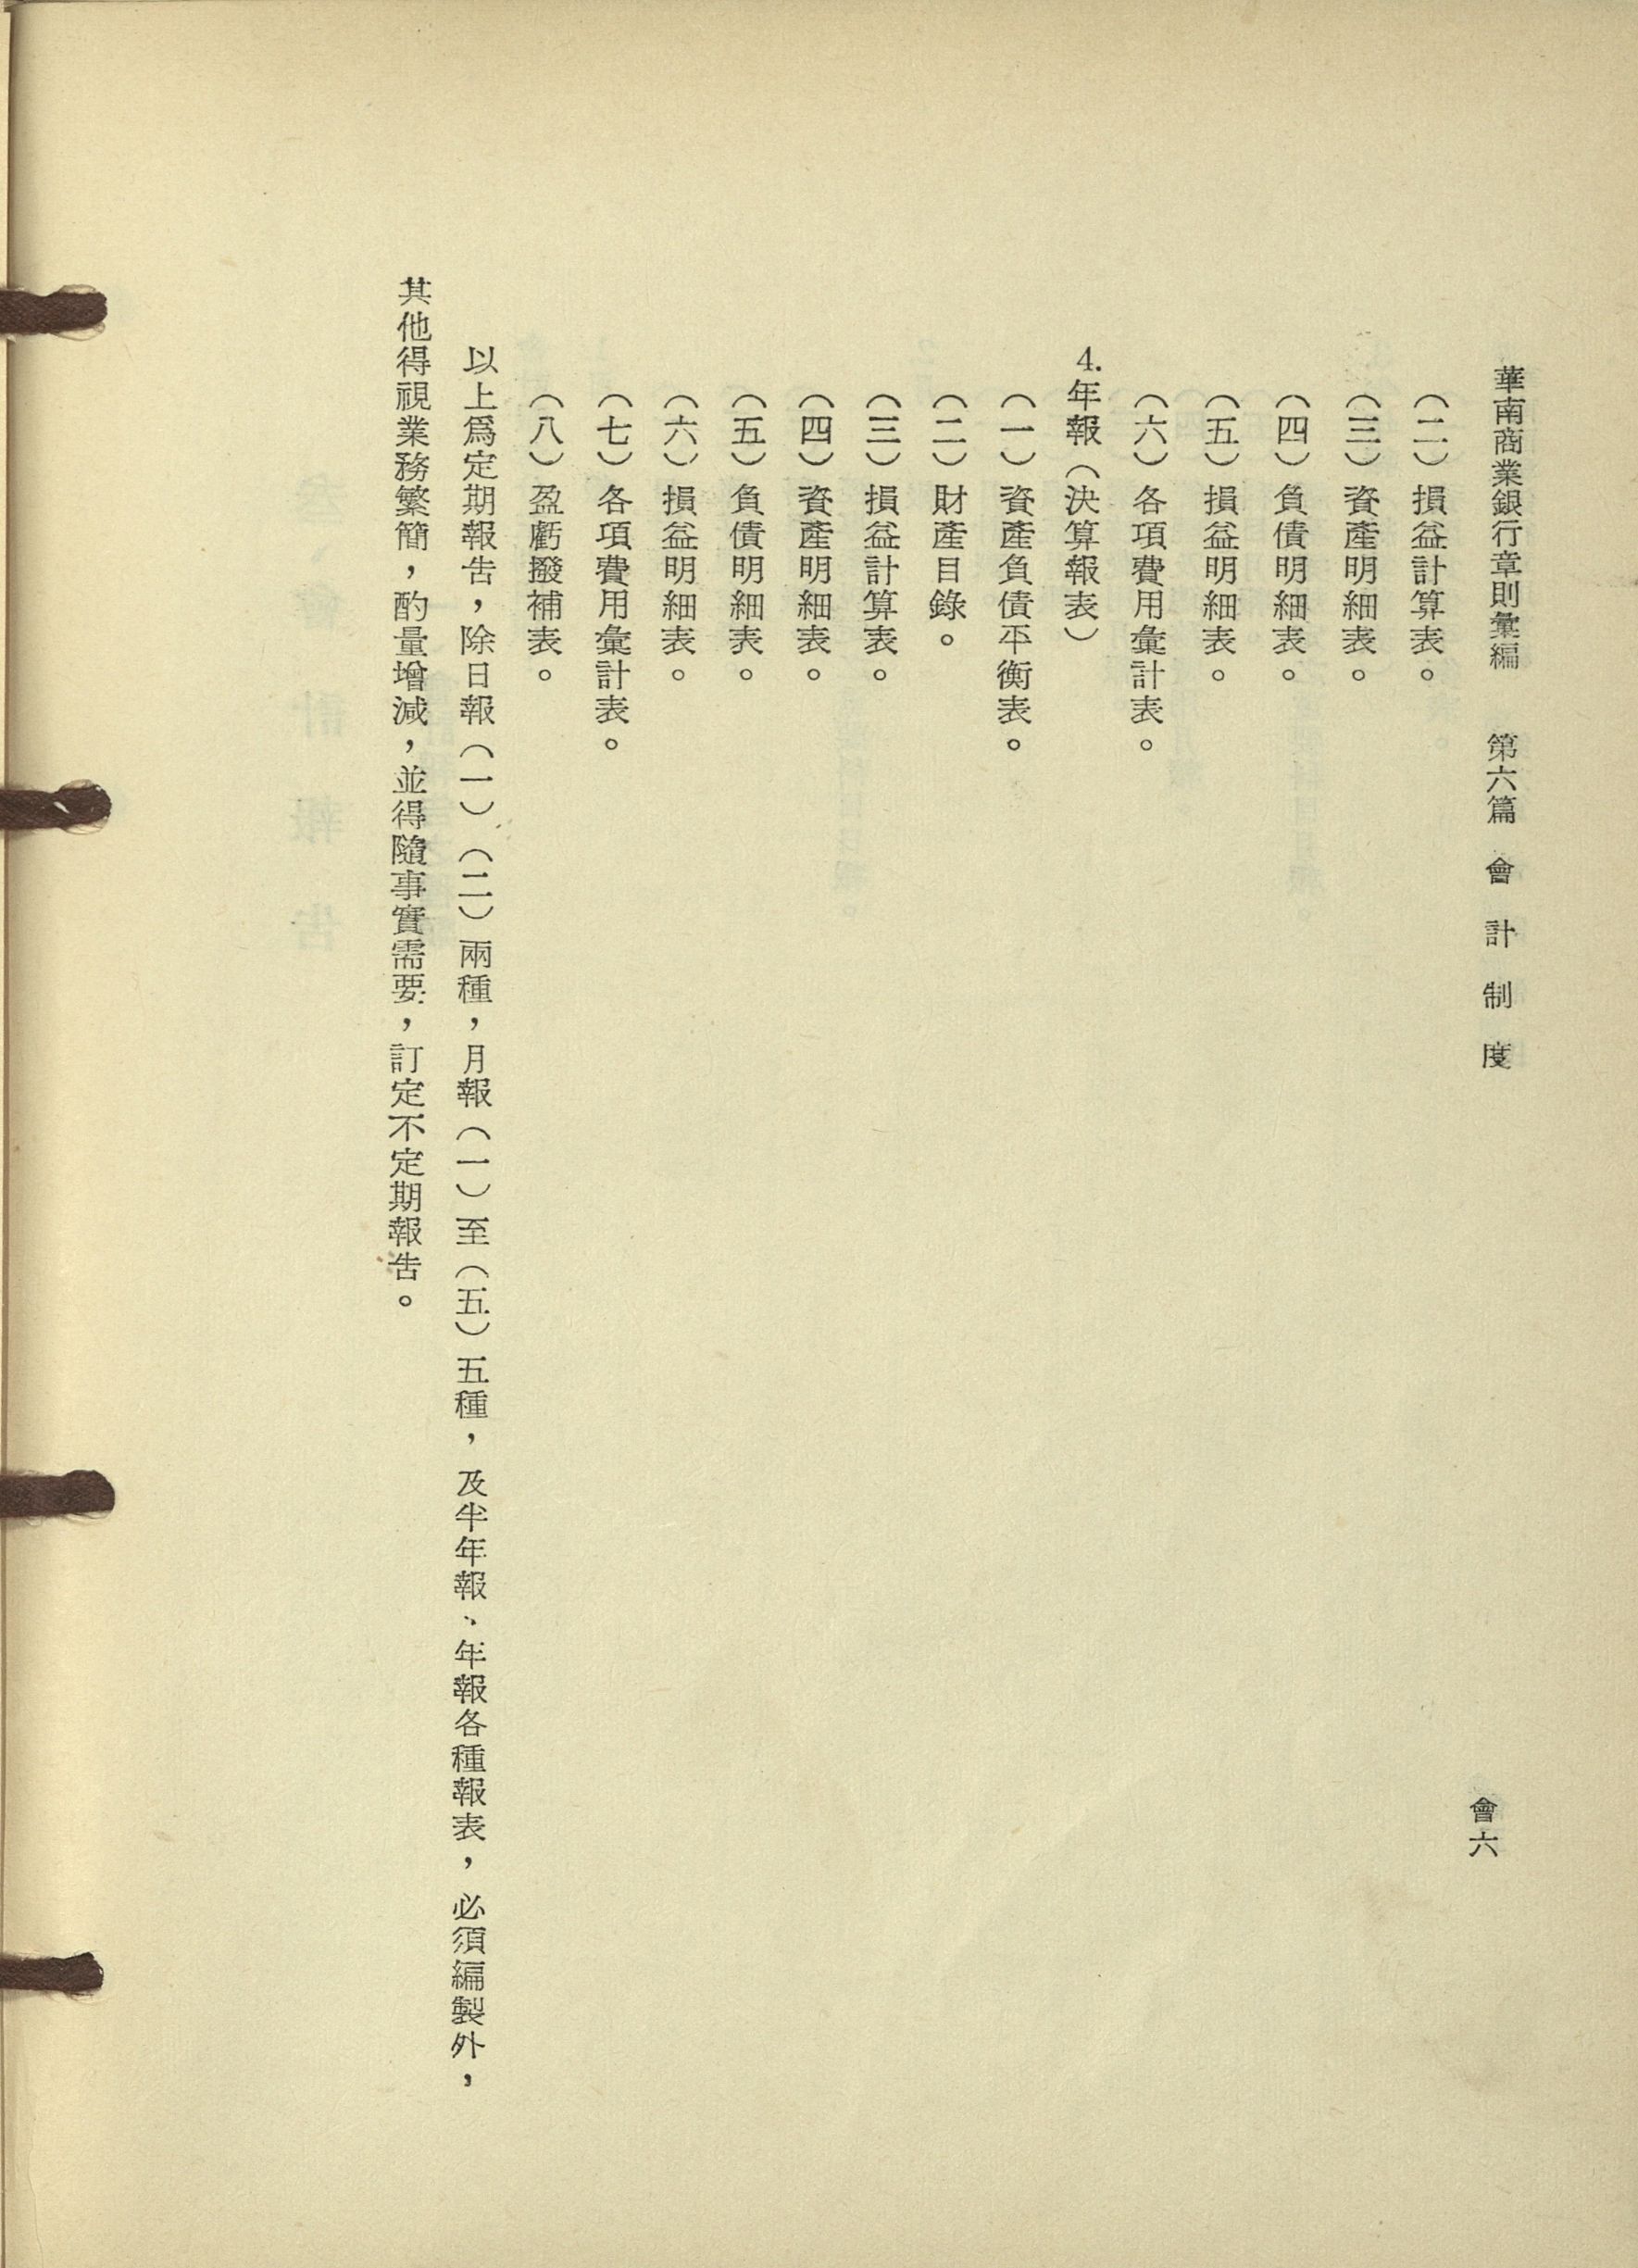 華南商業銀行章則彙編　第六篇　會計制度　會六
（二）損益計算表。
（三）資產明細表。
（四）負債明細表。
（五）損益明細表。
（六）各項費用彙計表。
4.年報（決算報表）
（一）資產負債平衡表。
（二）財產目錄。
（三）損益計算表。
（四）資產明細表。
（五）負債明細表。
（六）損益明細表。
（七）各項費用彙計表。
（八）盈虧撥補表。
以上爲定期報告，除日報（一）（二）兩種，月報（一）至（五）五種，及半年報、年報各種報表，必須編製外，
其他得視業務繁簡，酌量增減，並得隨事實需要，訂定不定期報告。